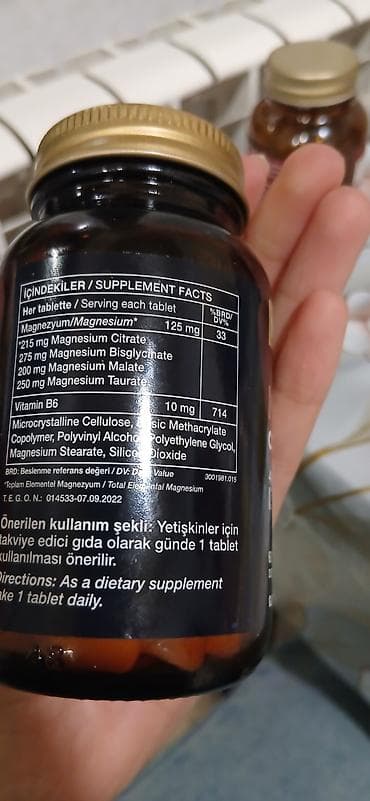 İÇİNDEKİLER / SUPPLEMENT FACTS
Her tablette / Serving each tablet
%BRD/
DV%
Magnezyum/Magnesium* 125 mg 33
*215 mg Magnesium Citrate
275 mg Magnesium Bisglycinate
200 mg Magnesium Malate
250 mg Magnesium Taurate
Vitamin B6 10 mg 714
Microcrystalline Cellulose, Methacrylate
Copolymer, Polyvinyl Alcohol, Polyethylene Glycol,
Magnesium Stearate, Silicon Dioxide
BRD: Beslenme referans değeri / DV: Daily Value 3001981.015
*Toplam Elementel Magnezyum / Total Elemental Magnesium
T.E.G.O. N.: 014533-07.09.2022
Önerilen kullanım şekli: Yetişkinler için
takviye edici gıda olarak günde 1 tablet
kullanılması önerilir.
Directions: As a dietary supplement
take 1 tablet daily.